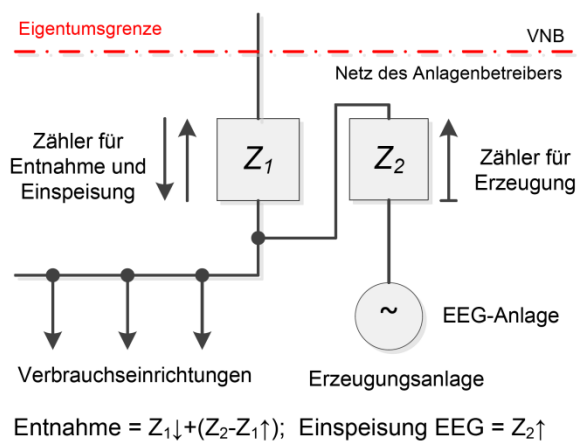 Eigentumsgrenze
VNB
Netz des Anlagenbetreibers
Zähler für
Entnahme und
Einspeisung
Z1
Z2
Zähler für
Erzeugung
~
EEG-Anlage
Verbrauchseinrichtungen
Erzeugungsanlage
Entnahme = Z1↓+(Z2-Z1↑); Einspeisung EEG = Z2↑